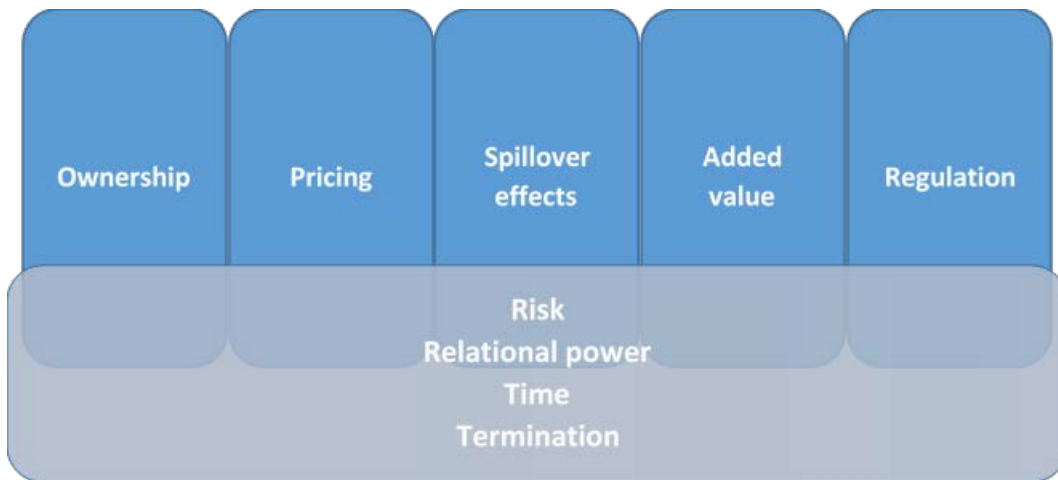 Ownership
Pricing
Spillover
effects
Added
value
Regulation
Risk
Relational power
Time
Termination